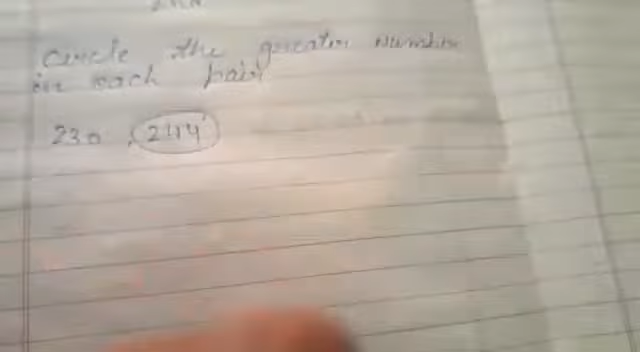 circle the greater number
in each pair
230 , 244